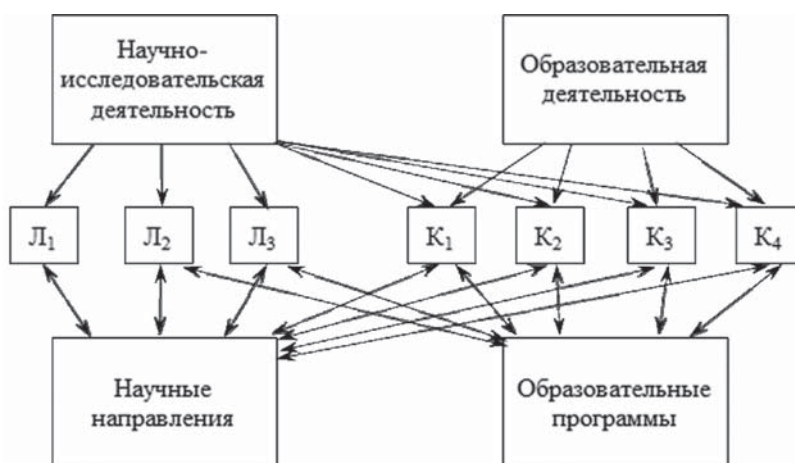 Научно-
исследовательская
деятельность
Образовательная
деятельность
Л₁
Л₂
Л₃
К₁
К₂
К₃
К₄
Научные
направления
Образовательные
программы